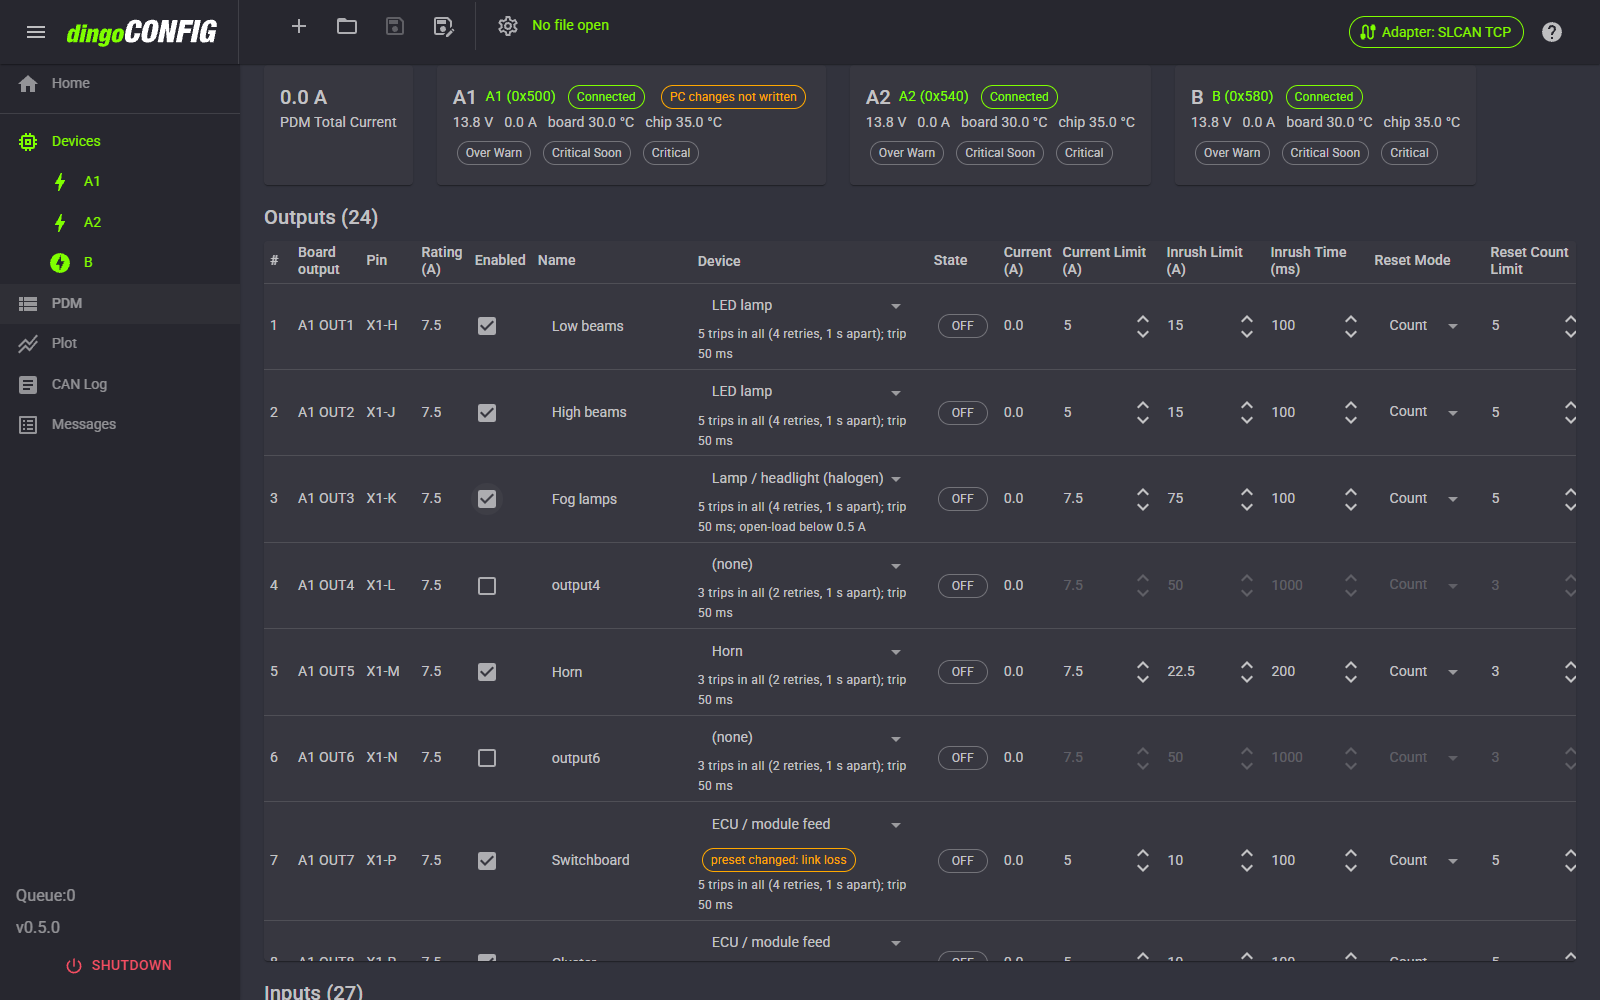 dingoCONFIG
No file open
Adapter: SLCAN TCP
Home
Devices
A1
A2
B
PDM
Plot
CAN Log
Messages
Queue:0
v0.5.0
SHUTDOWN
0.0 A
PDM Total Current
A1 A1 (0x500) Connected PC changes not written
13.8 V 0.0 A board 30.0 °C chip 35.0 °C
Over Warn Critical Soon Critical
A2 A2 (0x540) Connected
13.8 V 0.0 A board 30.0 °C chip 35.0 °C
Over Warn Critical Soon Critical
B B (0x580) Connected
13.8 V 0.0 A board 30.0 °C chip 35.0 °C
Over Warn Critical Soon Critical
Outputs (24)
# Board output Pin Rating (A) Enabled Name Device State Current (A) Current Limit (A) Inrush Limit (A) Inrush Time (ms) Reset Mode Reset Count Limit
LED lamp
1 A1 OUT1 X1-H 7.5 Low beams OFF 0.0 5 15 100 Count 5
5 trips in all (4 retries, 1 s apart); trip
50 ms
LED lamp
2 A1 OUT2 X1-J 7.5 High beams OFF 0.0 5 15 100 Count 5
5 trips in all (4 retries, 1 s apart); trip
50 ms
Lamp / headlight (halogen)
3 A1 OUT3 X1-K 7.5 Fog lamps OFF 0.0 7.5 75 100 Count 5
5 trips in all (4 retries, 1 s apart); trip
50 ms; open-load below 0.5 A
(none)
4 A1 OUT4 X1-L 7.5 output4 OFF 0.0 7.5 50 1000 Count 3
3 trips in all (2 retries, 1 s apart); trip
50 ms
Horn
5 A1 OUT5 X1-M 7.5 Horn OFF 0.0 7.5 22.5 200 Count 3
3 trips in all (2 retries, 1 s apart); trip
50 ms
(none)
6 A1 OUT6 X1-N 7.5 output6 OFF 0.0 7.5 50 1000 Count 3
3 trips in all (2 retries, 1 s apart); trip
50 ms
ECU / module feed
7 A1 OUT7 X1-P 7.5 Switchboard preset changed: link loss OFF 0.0 5 10 100 Count 5
5 trips in all (4 retries, 1 s apart); trip
50 ms
ECU / module feed
8 A1 OUT8 7.5 Cluster OFF 0.0 5 10 100 Count 5
Inputs (27)